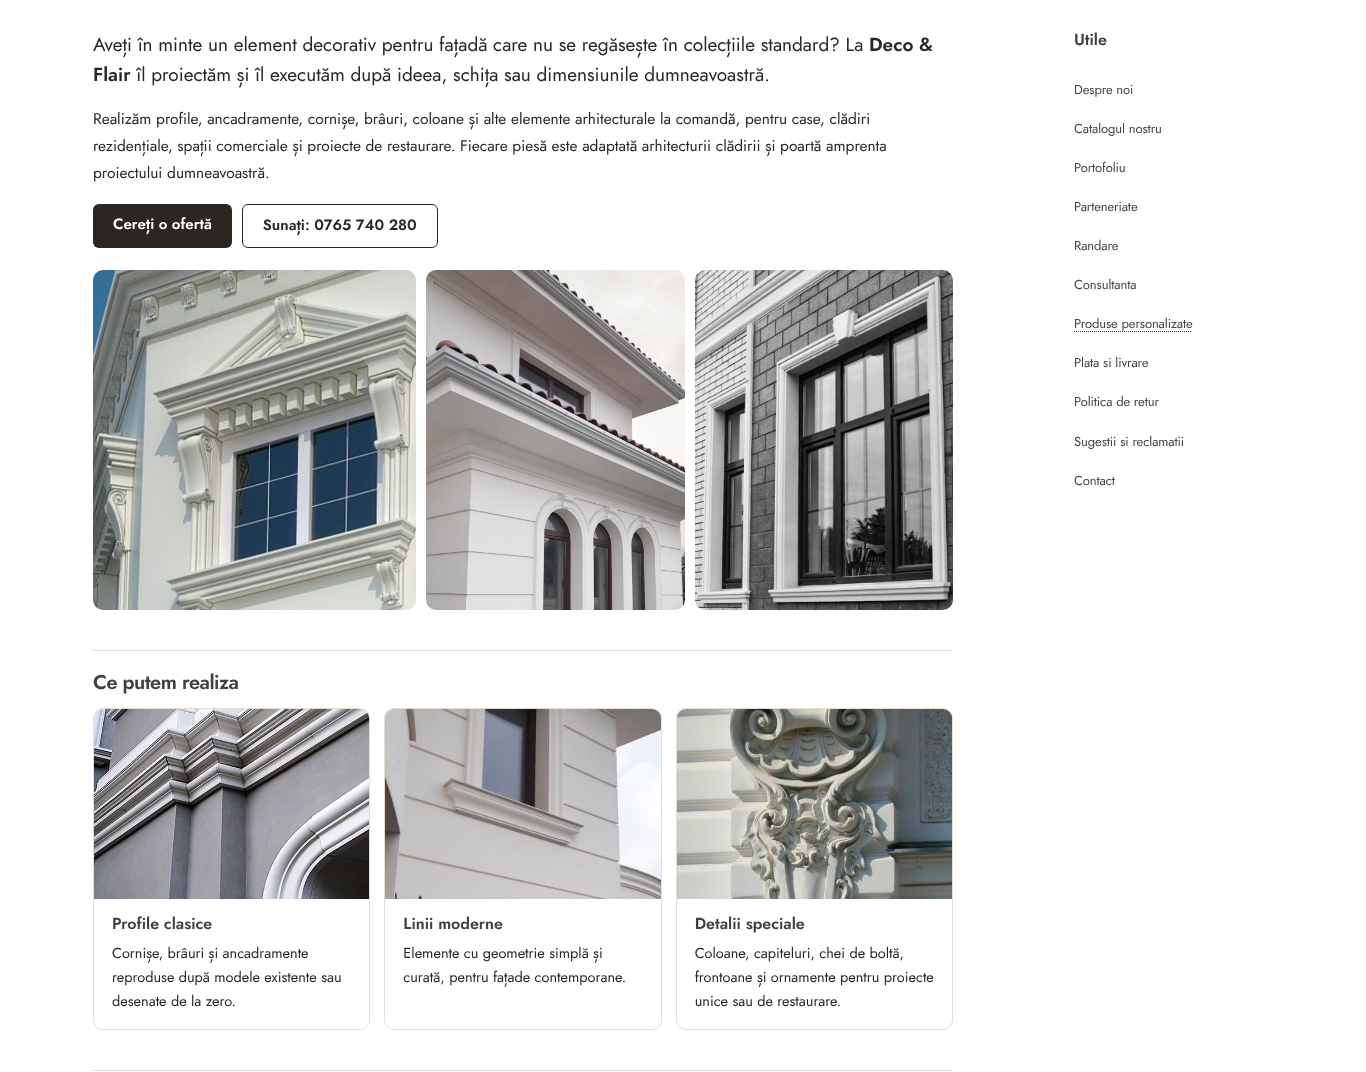 Aveți în minte un element decorativ pentru fațadă care nu se regăsește în colecțiile standard? La Deco &
Flair îl proiectăm și îl executăm după ideea, schița sau dimensiunile dumneavoastră.
Realizăm profile, ancadramente, cornișe, brâuri, coloane și alte elemente arhitecturale la comandă, pentru case, clădiri
rezidențiale, spații comerciale și proiecte de restaurare. Fiecare piesă este adaptată arhitecturii clădirii și poartă amprenta
proiectului dumneavoastră.
Cereți o ofertă
Sunați: 0765 740 280
Ce putem realiza
Profile clasice
Cornișe, brâuri și ancadramente
reproduse după modele existente sau
desenate de la zero.
Linii moderne
Elemente cu geometrie simplă și
curată, pentru fațade contemporane.
Detalii speciale
Coloane, capiteluri, chei de boltă,
frontoane și ornamente pentru proiecte
unice sau de restaurare.
Utile
Despre noi
Catalogul nostru
Portofoliu
Parteneriate
Randare
Consultanta
Produse personalizate
Plata si livrare
Politica de retur
Sugestii si reclamatii
Contact